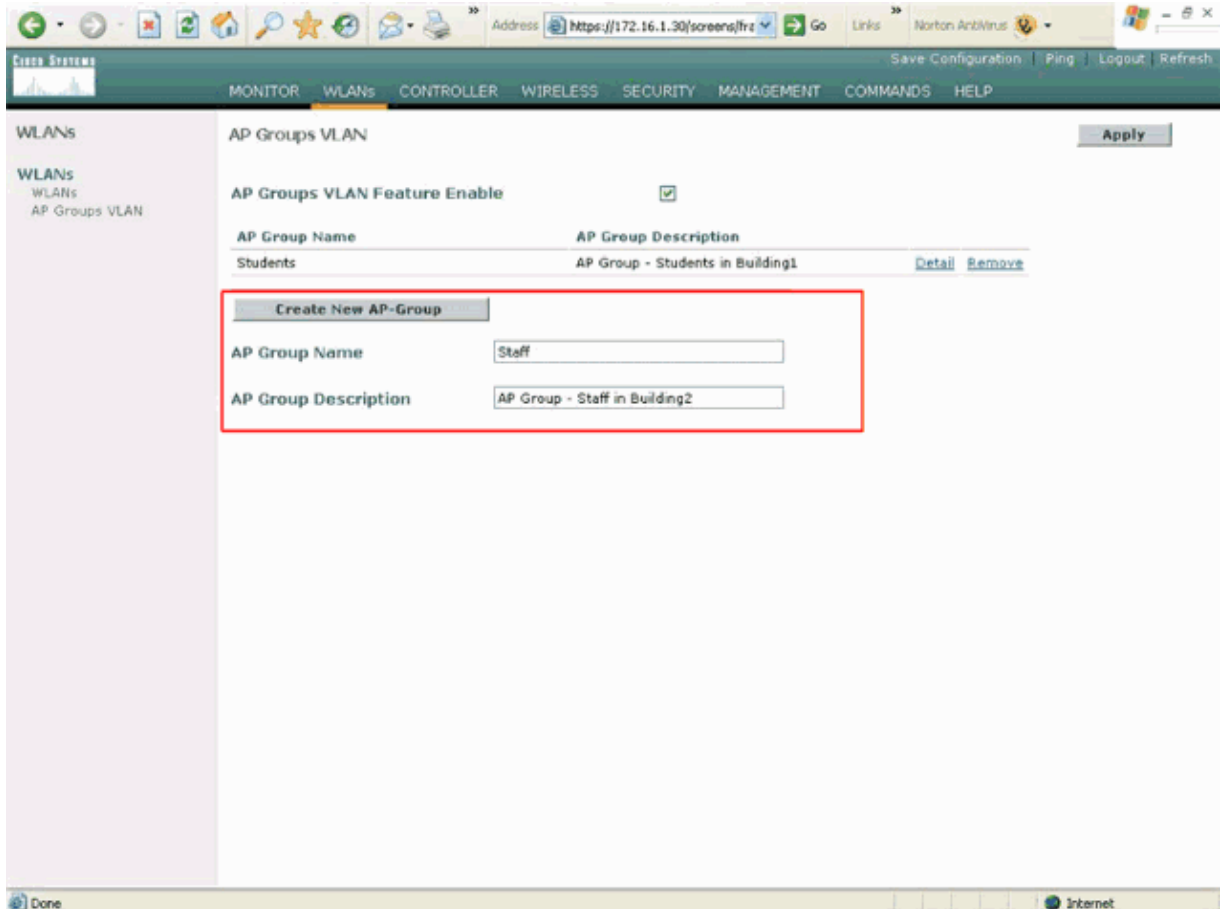 Address https://172.16.1.30/screens/fra Go Links Norton AntiVirus
CISCO SYSTEMS
Save Configuration Ping Logout Refresh
MONITOR WLANs CONTROLLER WIRELESS SECURITY MANAGEMENT COMMANDS HELP
WLANs
AP Groups VLAN
Apply
WLANs
WLANs
AP Groups VLAN
AP Groups VLAN Feature Enable
AP Group Name AP Group Description
Students AP Group - Students in Building1 Detail Remove
Create New AP-Group
AP Group Name Staff
AP Group Description AP Group - Staff in Building2
Done Internet